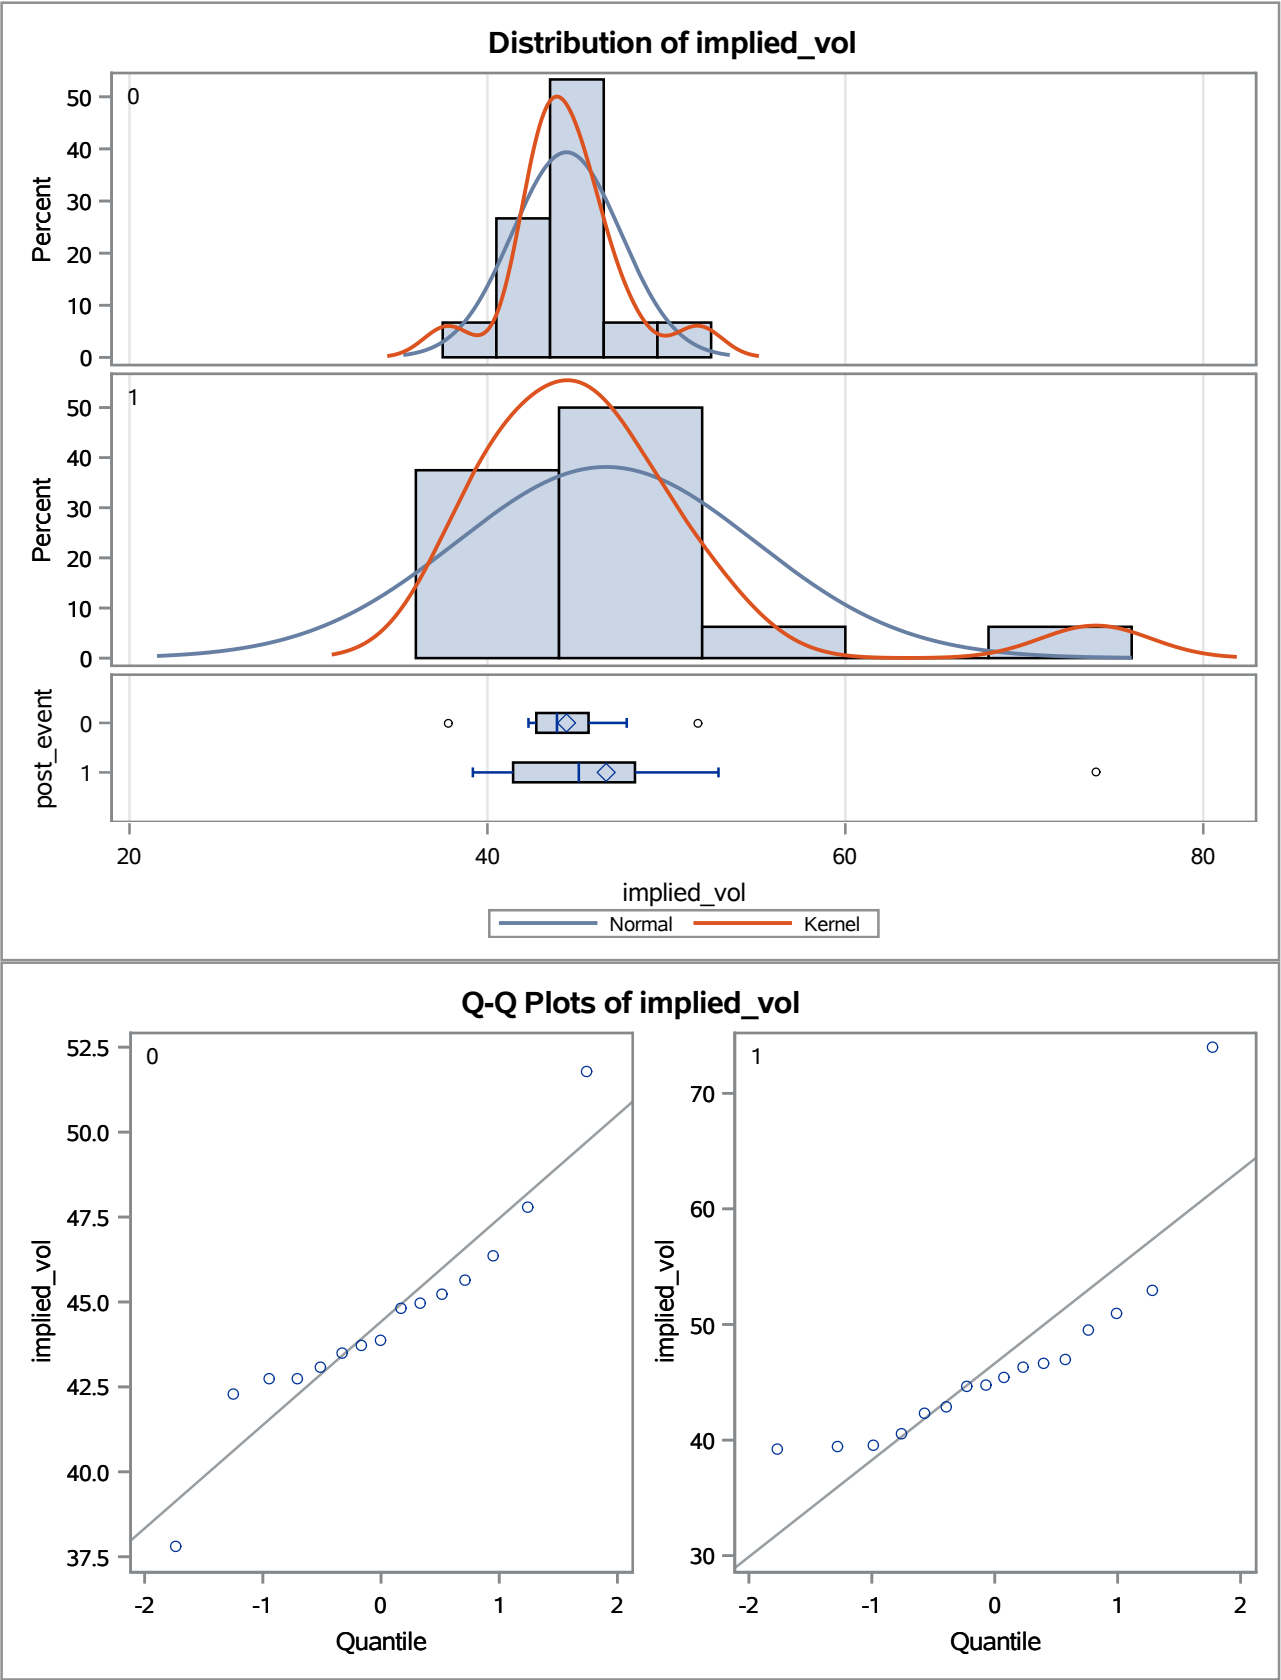 Distribution of implied_vol
0
50
40
30
20
10
0
Percent
1
50
40
30
20
10
0
Percent
0
1
post_event
20 40 60 80
implied_vol
Normal Kernel
Q-Q Plots of implied_vol
0
52.5
50.0
47.5
45.0
42.5
40.0
37.5
implied_vol
-2 -1 0 1 2
Quantile
1
70
60
50
40
30
implied_vol
-2 -1 0 1 2
Quantile